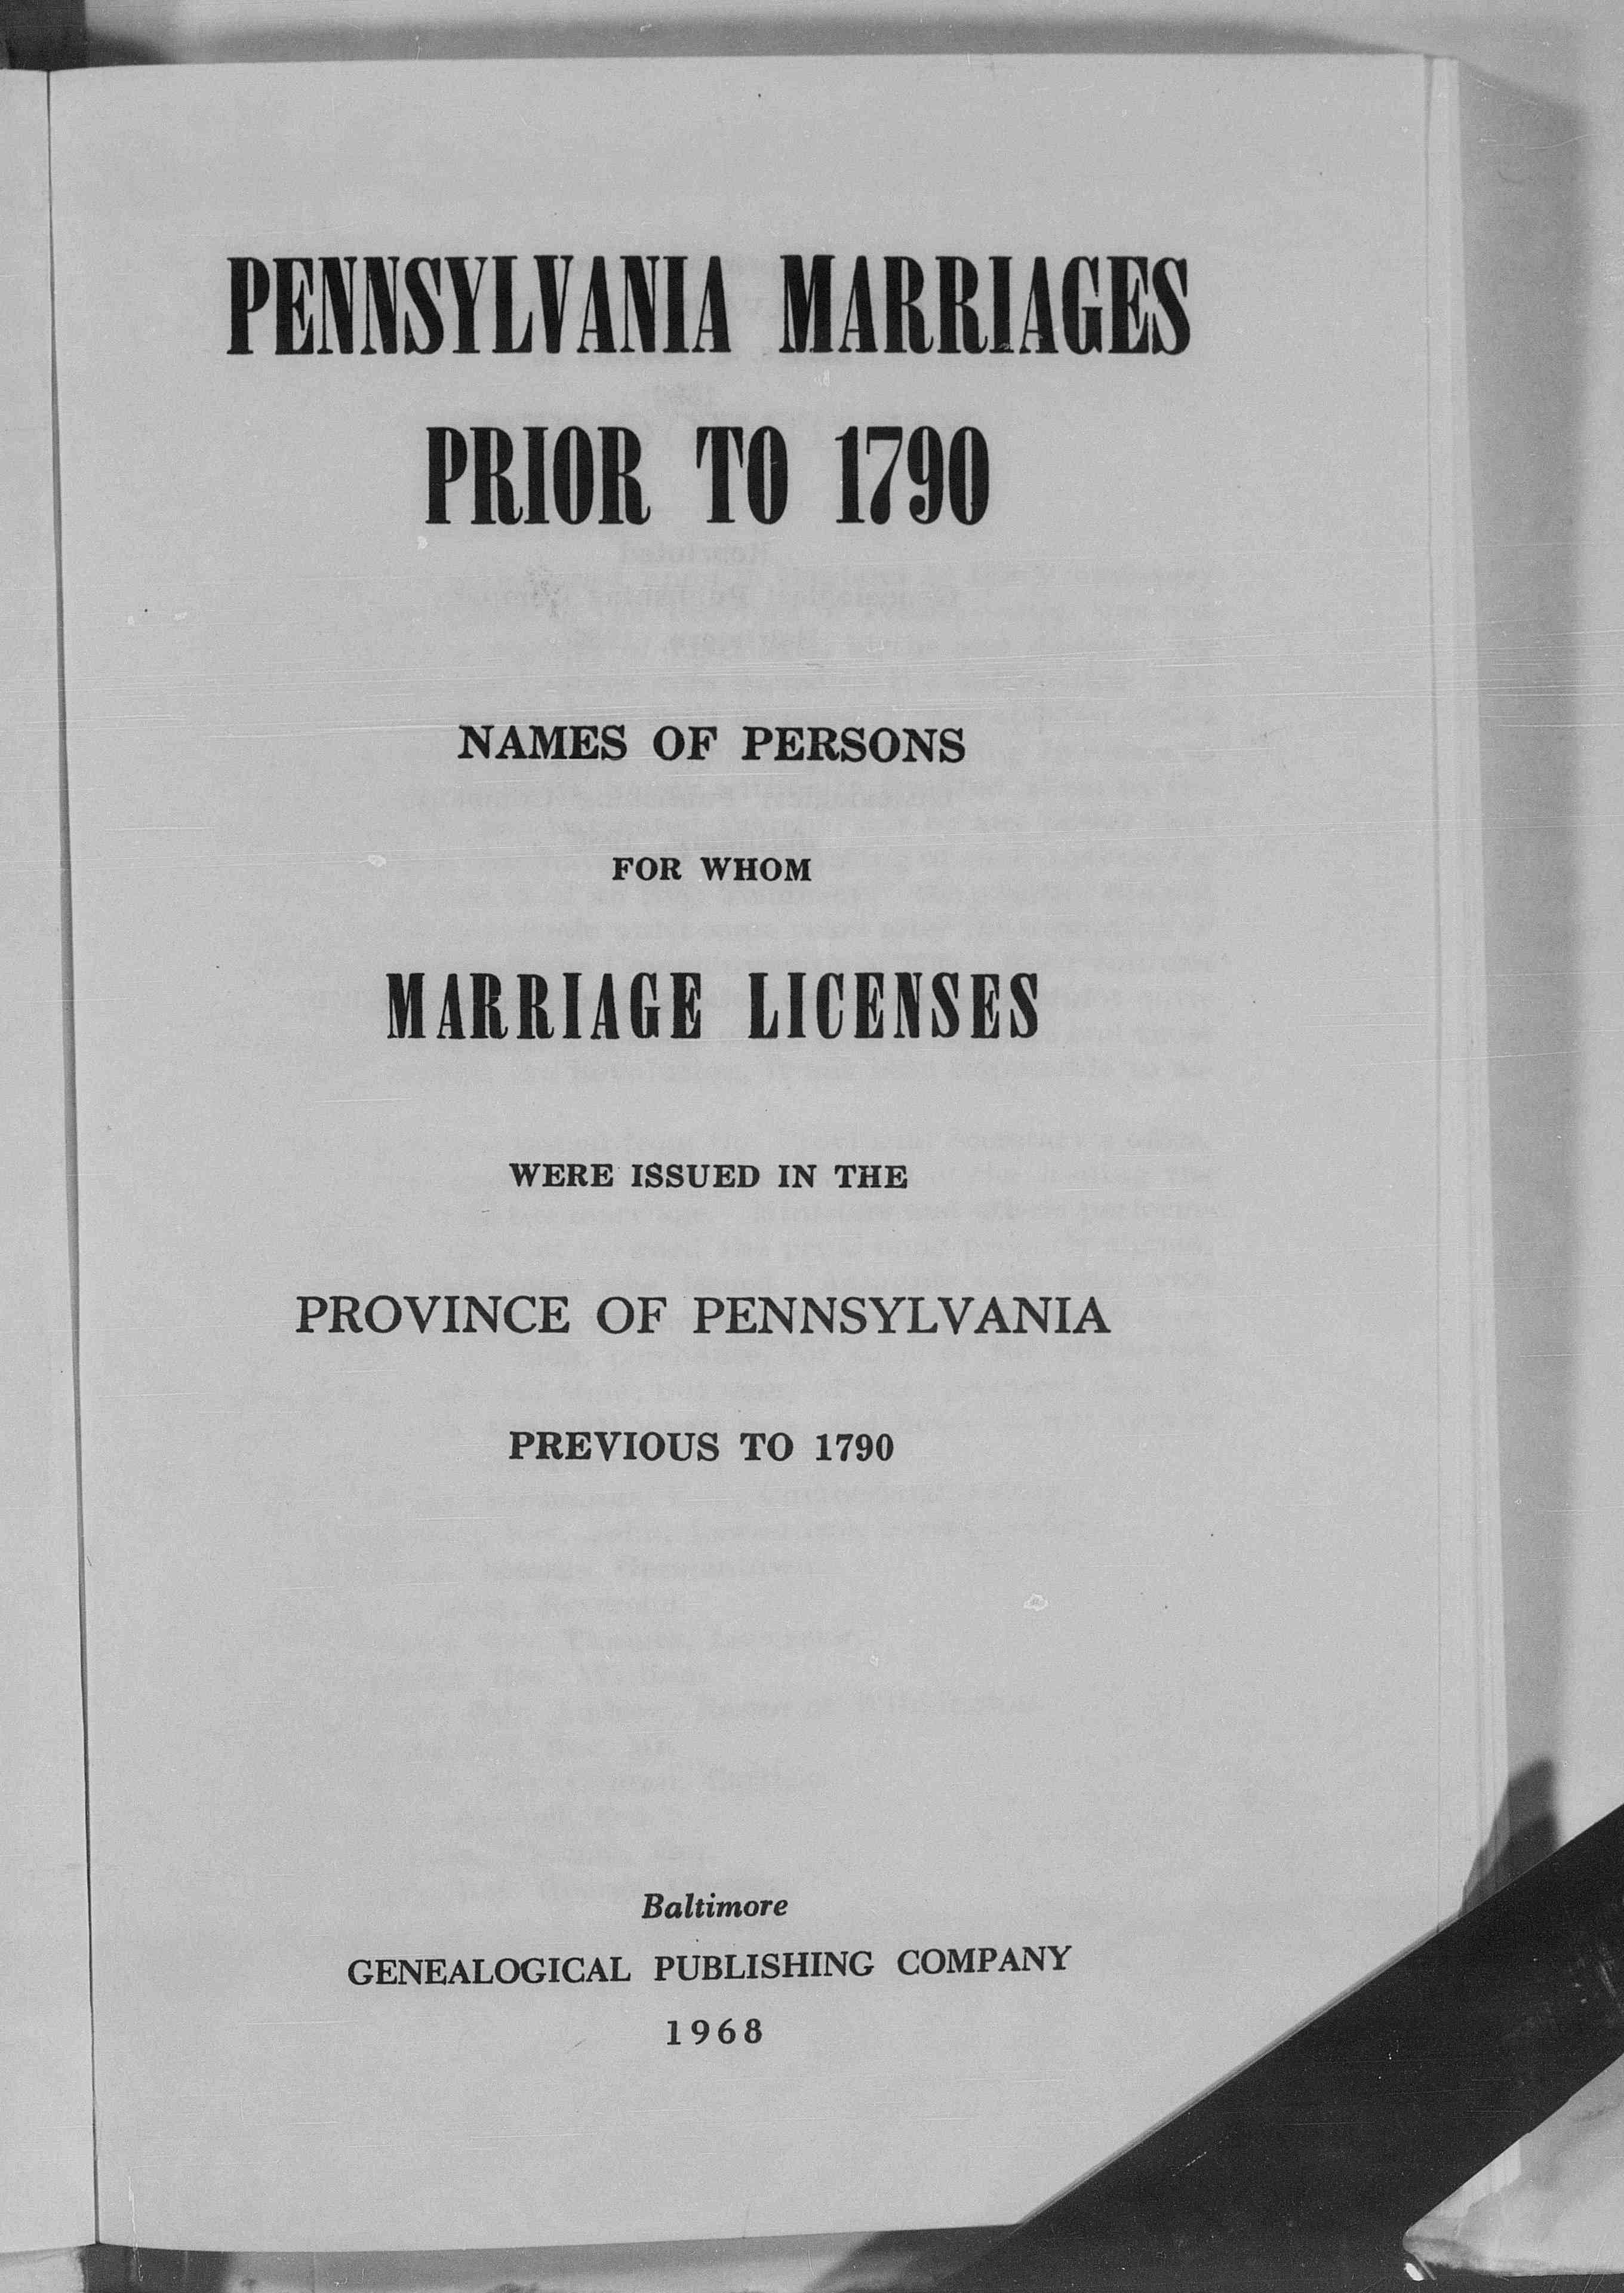 PENNSYLVANIA MARRIAGES
PRIOR TO 1790
NAMES OF PERSONS
FOR WHOM
MARRIAGE LICENSES
WERE ISSUED IN THE
PROVINCE OF PENNSYLVANIA
PREVIOUS TO 1790
Baltimore
GENEALOGICAL PUBLISHING COMPANY
1968